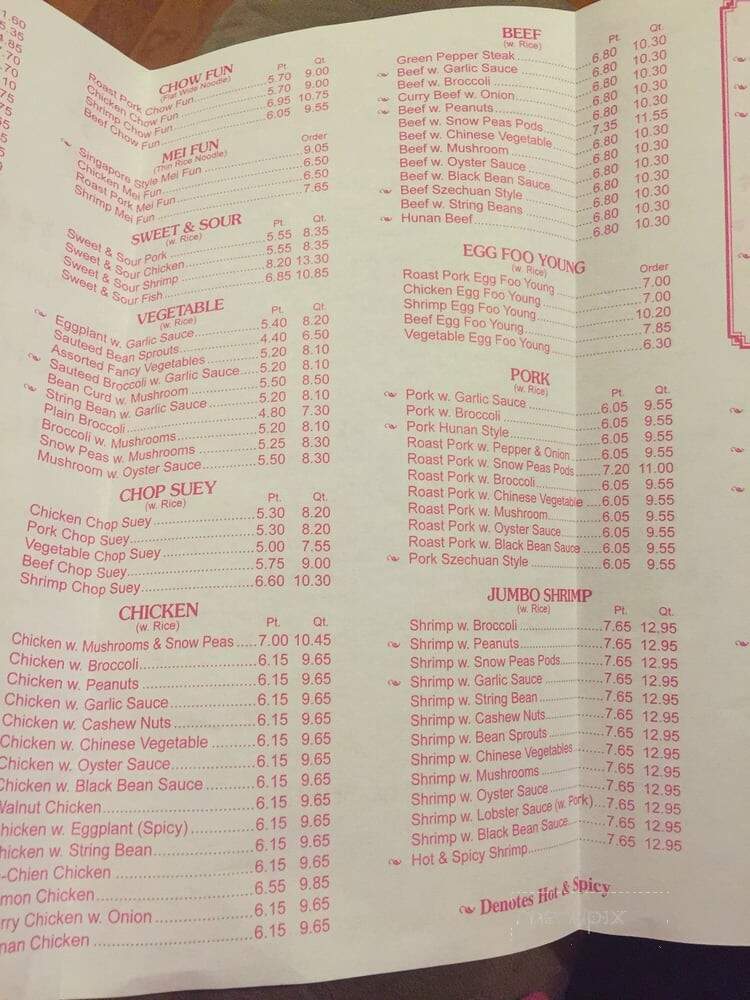 1.60
5.35
4.85
.70
.70
.10
75
75
65
CHOW FUN
(Flat Wide Noodle)
Pt. Qt.
Roast Pork Chow Fun 5.70 9.00
Chicken Chow Fun 5.70 9.00
Shrimp Chow Fun 6.95 10.75
Beef Chow Fun 6.05 9.55
MEI FUN
(Thin Rice Noodle)
Order
Singapore Style Mei Fun 9.05
Chicken Mei Fun 6.50
Roast Pork Mei Fun 6.50
Shrimp Mei Fun 7.65
SWEET & SOUR
(w. Rice)
Pt. Qt.
Sweet & Sour Pork 5.55 8.35
Sweet & Sour Chicken 5.55 8.35
Sweet & Sour Shrimp 8.20 13.30
Sweet & Sour Fish 6.85 10.85
VEGETABLE
(w. Rice)
Pt. Qt.
Eggplant w. Garlic Sauce 5.40 8.20
Sauteed Bean Sprouts 4.40 6.50
Assorted Fancy Vegetables 5.20 8.10
Sauteed Broccoli w. Garlic Sauce 5.20 8.10
Bean Curd w. Mushroom 5.50 8.50
String Bean w. Garlic Sauce 5.20 8.10
Plain Broccoli 4.80 7.30
Broccoli w. Mushrooms 5.20 8.10
Snow Peas w. Mushrooms 5.25 8.30
Mushroom w. Oyster Sauce 5.50 8.30
CHOP SUEY
(w. Rice)
Pt. Qt.
Chicken Chop Suey 5.30 8.20
Pork Chop Suey 5.30 8.20
Vegetable Chop Suey 5.00 7.55
Beef Chop Suey 5.75 9.00
Shrimp Chop Suey 6.60 10.30
CHICKEN
(w. Rice)
Pt. Qt.
Chicken w. Mushrooms & Snow Peas 7.00 10.45
Chicken w. Broccoli 6.15 9.65
Chicken w. Peanuts 6.15 9.65
Chicken w. Garlic Sauce 6.15 9.65
Chicken w. Cashew Nuts 6.15 9.65
Chicken w. Chinese Vegetable 6.15 9.65
Chicken w. Oyster Sauce 6.15 9.65
Chicken w. Black Bean Sauce 6.15 9.65
Walnut Chicken 6.15 9.65
hicken w. Eggplant (Spicy) 6.15 9.65
hicken w. String Bean 6.15 9.65
-Chien Chicken 6.15 9.65
mon Chicken 6.55 9.85
rry Chicken w. Onion 6.15 9.65
nan Chicken 6.15 9.65
BEEF
(w. Rice)
Pt. Qt.
Green Pepper Steak 6.80 10.30
Beef w. Garlic Sauce 6.80 10.30
Beef w. Broccoli 6.80 10.30
Curry Beef w. Onion 6.80 10.30
Beef w. Peanuts 6.80 10.30
Beef w. Snow Peas Pods 7.35 11.55
Beef w. Chinese Vegetable 6.80 10.30
Beef w. Mushroom 6.80 10.30
Beef w. Oyster Sauce 6.80 10.30
Beef w. Black Bean Sauce 6.80 10.30
Beef Szechuan Style 6.80 10.30
Beef w. String Beans 6.80 10.30
Hunan Beef 6.80 10.30
EGG FOO YOUNG
(w. Rice)
Order
Roast Pork Egg Foo Young 7.00
Chicken Egg Foo Young 7.00
Shrimp Egg Foo Young 10.20
Beef Egg Foo Young 7.85
Vegetable Egg Foo Young 6.30
PORK
(w. Rice)
Pt. Qt.
Pork w. Garlic Sauce 6.05 9.55
Pork w. Broccoli 6.05 9.55
Pork Hunan Style 6.05 9.55
Roast Pork w. Pepper & Onion 6.05 9.55
Roast Pork w. Snow Peas Pods 7.20 11.00
Roast Pork w. Broccoli 6.05 9.55
Roast Pork w. Chinese Vegetable 6.05 9.55
Roast Pork w. Mushroom 6.05 9.55
Roast Pork w. Oyster Sauce 6.05 9.55
Roast Pork w. Black Bean Sauce 6.05 9.55
Pork Szechuan Style 6.05 9.55
JUMBO SHRIMP
(w. Rice)
Pt. Qt.
Shrimp w. Broccoli 7.65 12.95
Shrimp w. Peanuts 7.65 12.95
Shrimp w. Snow Peas Pods 7.65 12.95
Shrimp w. Garlic Sauce 7.65 12.95
Shrimp w. String Bean 7.65 12.95
Shrimp w. Cashew Nuts 7.65 12.95
Shrimp w. Bean Sprouts 7.65 12.95
Shrimp w. Chinese Vegetables 7.65 12.95
Shrimp w. Mushrooms 7.65 12.95
Shrimp w. Oyster Sauce 7.65 12.95
Shrimp w. Lobster Sauce (w. Pork) 7.65 12.95
Shrimp w. Black Bean Sauce 7.65 12.95
Hot & Spicy Shrimp 7.65 12.95
Denotes Hot & Spicy